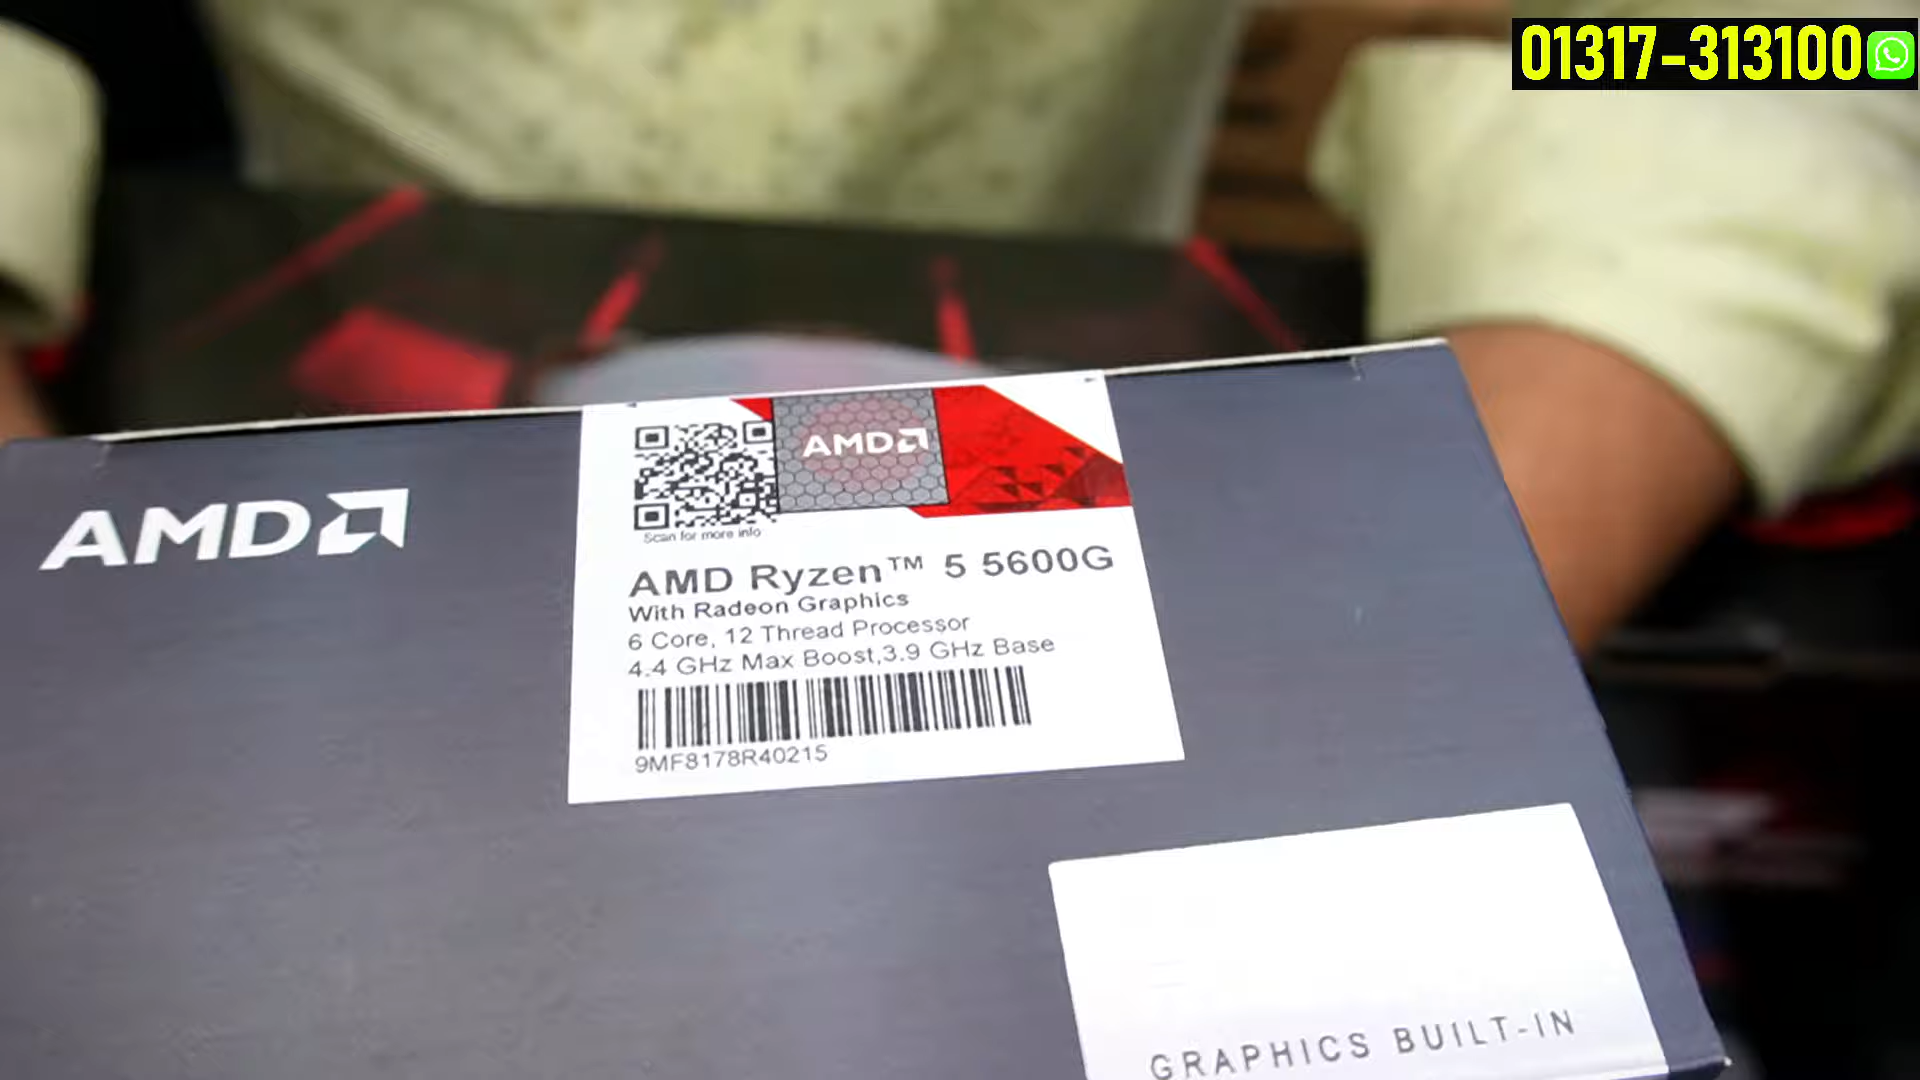 01317-313100
AMD
AMD
Scan for more info
AMD Ryzen™ 5 5600G
With Radeon Graphics
6 Core, 12 Thread Processor
4.4 GHz Max Boost,3.9 GHz Base
9MF8178R40215
GRAPHICS BUILT-IN